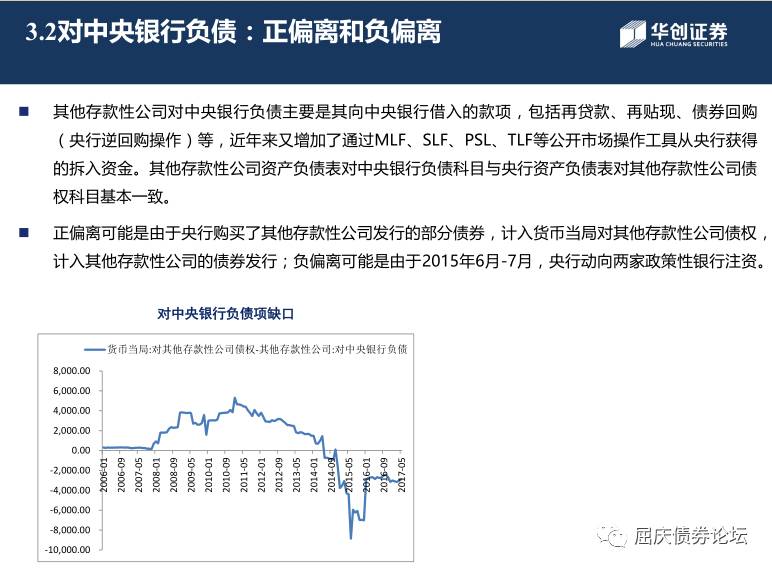 3.2对中央银行负债：正偏离和负偏离
华创证券
HUA CHUANG SECURITIES
其他存款性公司对中央银行负债主要是其向中央银行借入的款项，包括再贷款、再贴现、债券回购
（央行逆回购操作）等，近年来又增加了通过MLF、SLF、PSL、TLF等公开市场操作工具从央行获得
的拆入资金。其他存款性公司资产负债表对中央银行负债科目与央行资产负债表对其他存款性公司债
权科目基本一致。
正偏离可能是由于央行购买了其他存款性公司发行的部分债券，计入货币当局对其他存款性公司债权，
计入其他存款性公司的债券发行；负偏离可能是由于2015年6月-7月，央行动向两家政策性银行注资。
对中央银行负债项缺口
货币当局:对其他存款性公司债权-其他存款性公司:对中央银行负债
8,000.00
6,000.00
4,000.00
2,000.00
0.00
-2,000.00
-4,000.00
-6,000.00
-8,000.00
-10,000.00
2006-01
2006-09
2007-05
2008-01
2008-09
2009-05
2010-01
2010-09
2011-05
2012-01
2012-09
2013-05
2014-01
2014-09
2015-05
2016-01
2016-09
2017-05
屈庆债券论坛